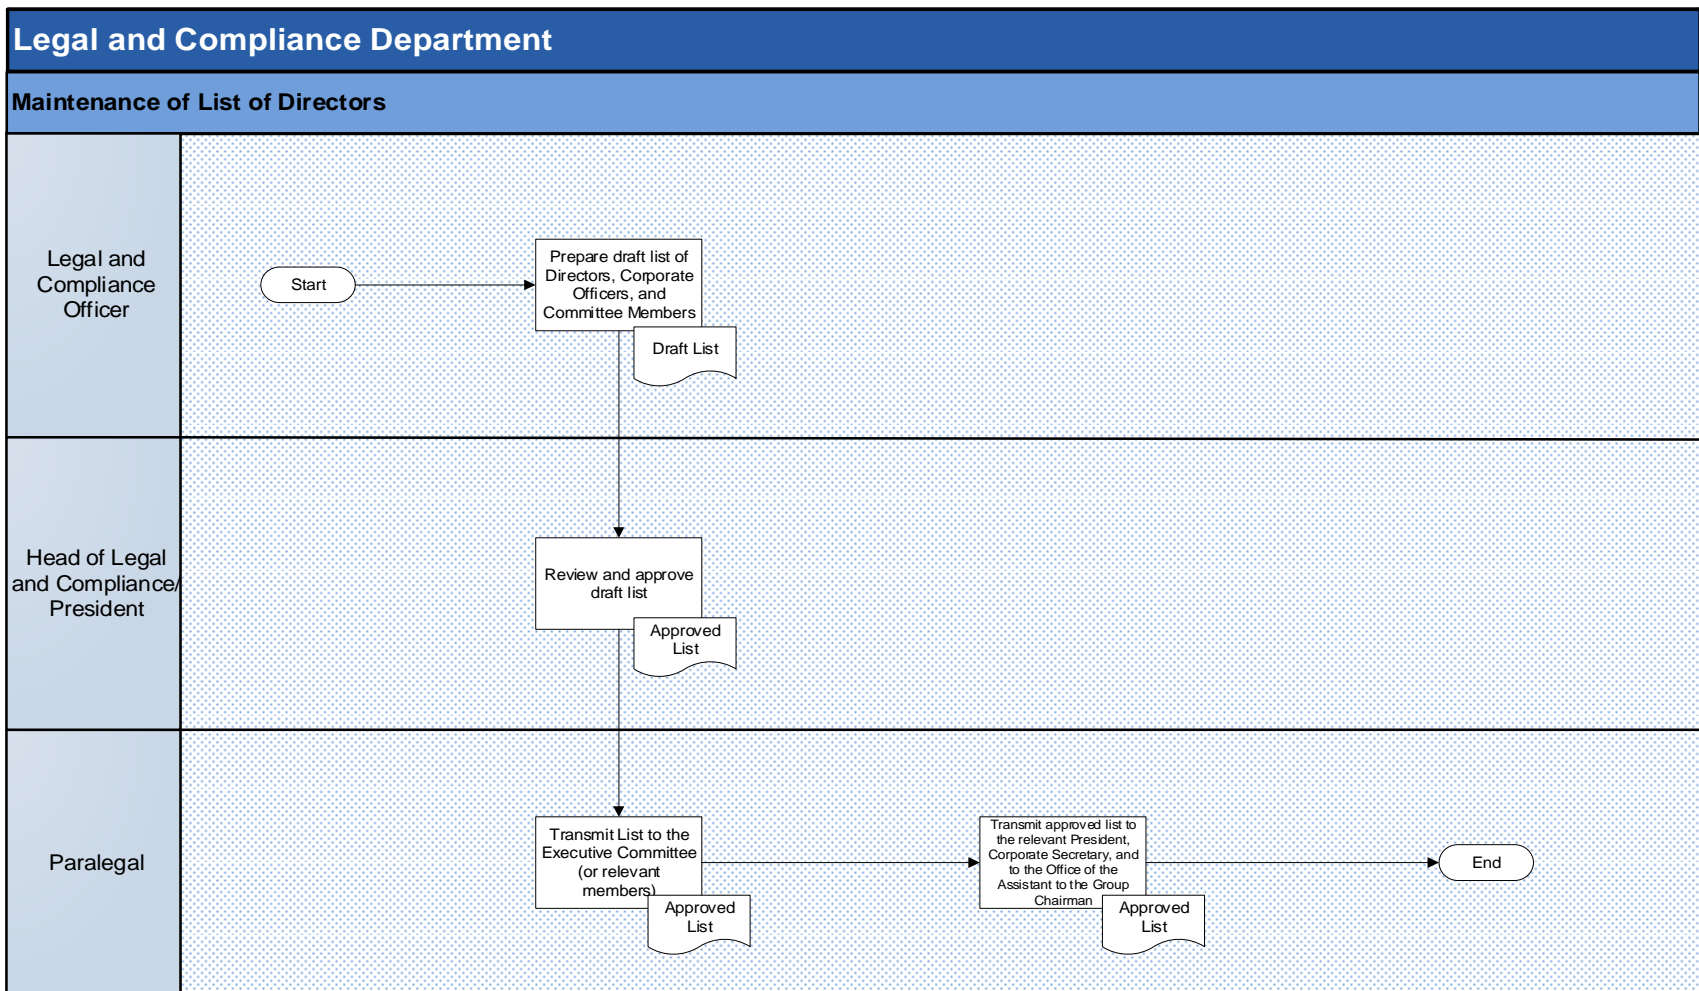 Legal and Compliance Department
Maintenance of List of Directors
Legal and
Compliance
Officer
Start
Prepare draft list of
Directors, Corporate
Officers, and
Committee Members
Draft List
Head of Legal
and Compliance/
President
Review and approve
draft list
Approved
List
Paralegal
Transmit List to the
Executive Committee
(or relevant
members)
Approved
List
Transmit approved list to
the relevant President,
Corporate Secretary, and
to the Office of the
Assistant to the Group
Chairman
Approved
List
End